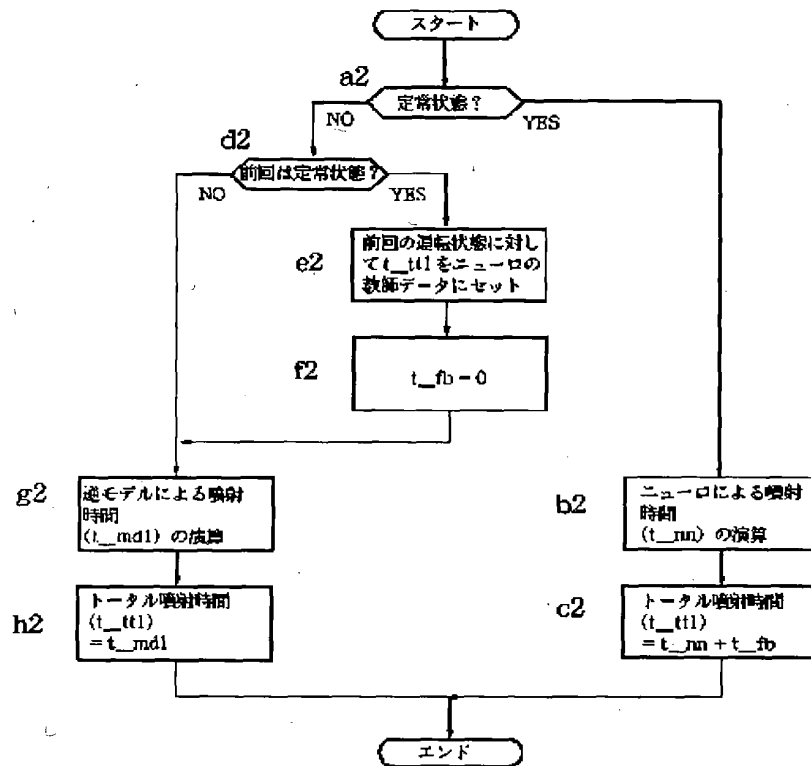 スタート
a2
定常状態?
NO
YES
d2
前回は定常状態?
NO
YES
e2
前回の運転状態に対し
てt_ttlをニューロの
教師データにセット
f2
t_fb=0
g2
逆モデルによる噴射
時間
(t_mdl)の演算
b2
ニューロによる噴射
時間
(t_nn)の演算
h2
トータル噴射時間
(t_ttl)
=t_mdl
c2
トータル噴射時間
(t_ttl)
=t_nn+t_fb
エンド